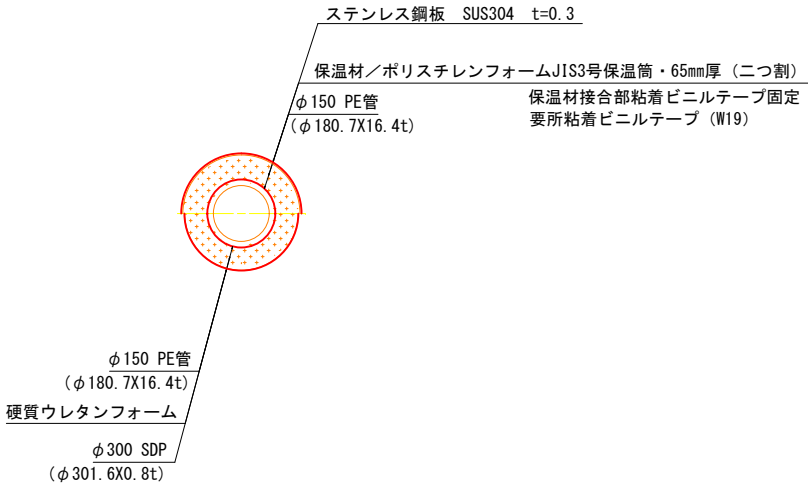 ステンレス鋼板 SUS304 t=0.3
保温材／ポリスチレンフォームJIS3号保温筒・65mm厚（二つ割）
保温材接合部粘着ビニルテープ固定
要所粘着ビニルテープ（W19）
φ150 PE管
(φ180.7X16.4t)
φ150 PE管
(φ180.7X16.4t)
硬質ウレタンフォーム
φ300 SDP
(φ301.6X0.8t)